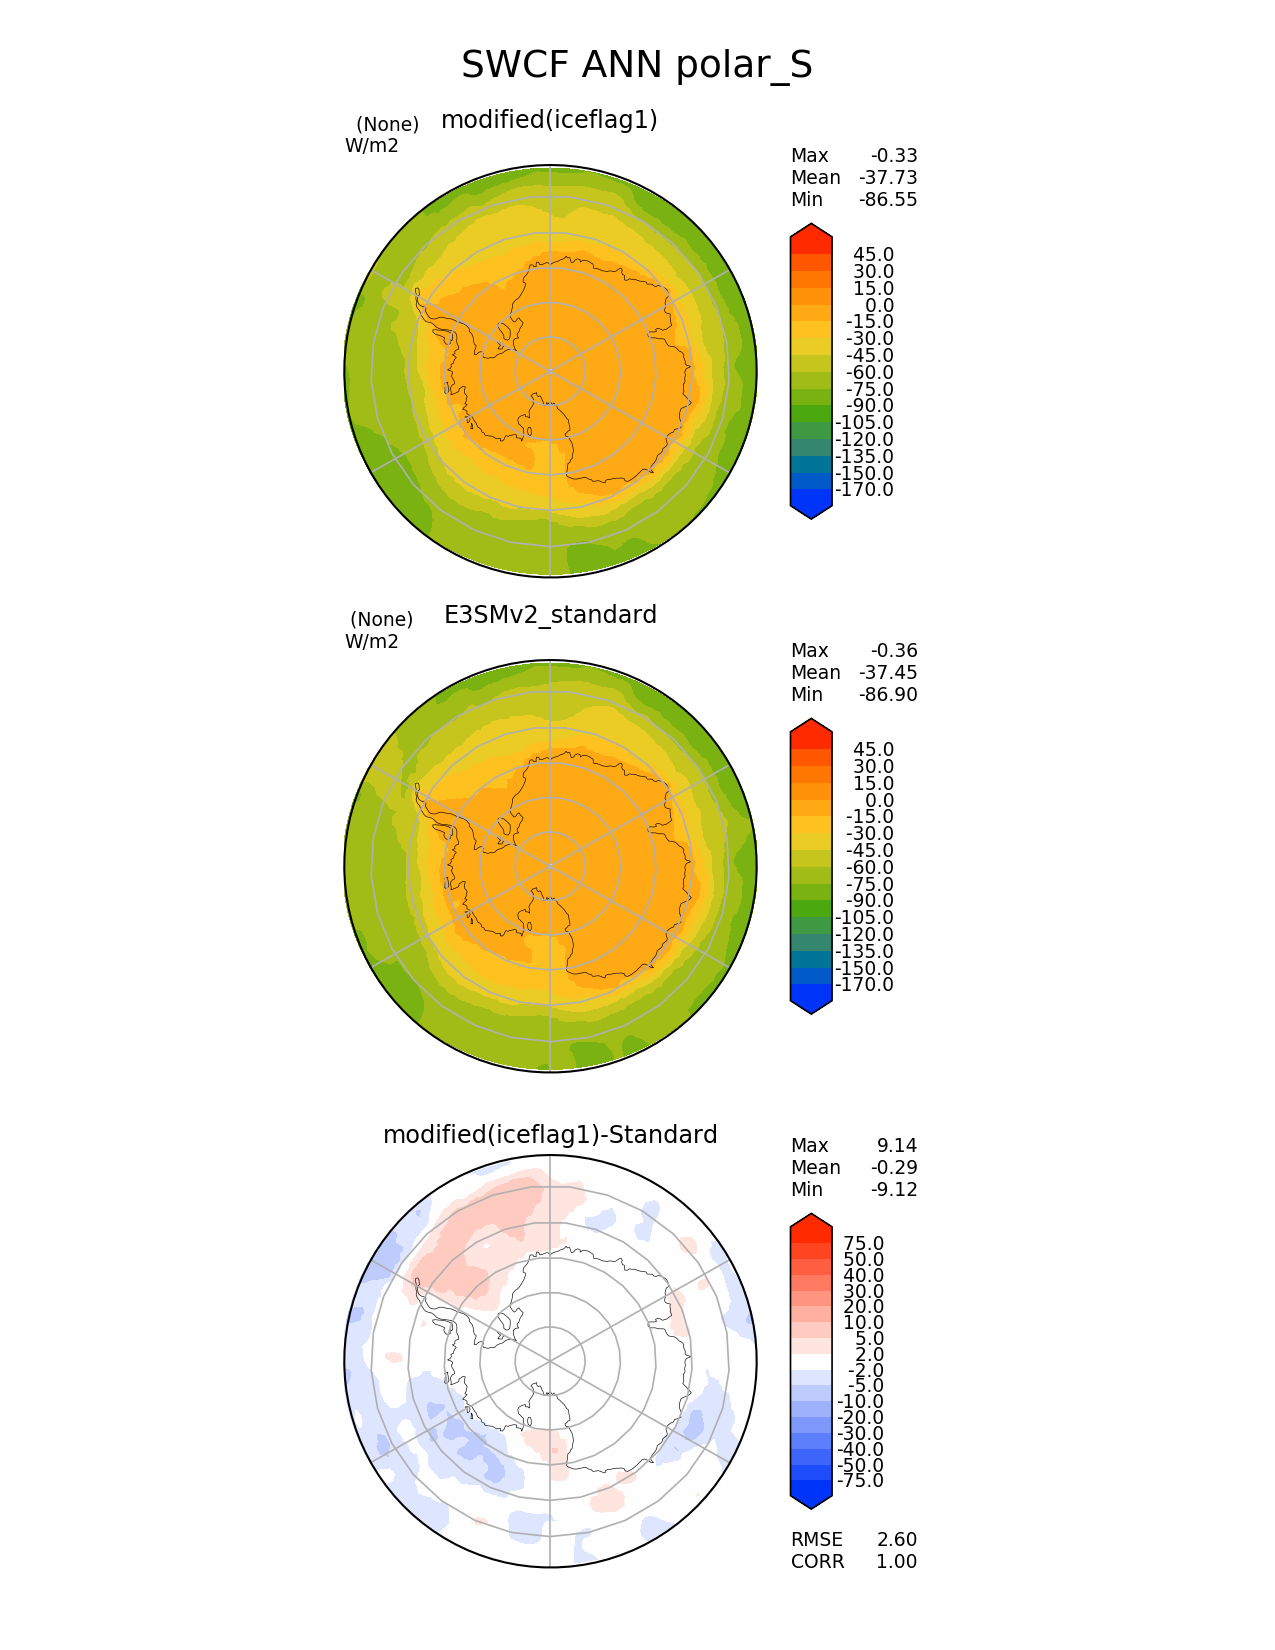 SWCF ANN polar_S
(None)
modified(iceflag1)
W/m2
Max -0.33
Mean -37.73
Min -86.55
45.0
30.0
15.0
0.0
-15.0
-30.0
-45.0
-60.0
-75.0
-90.0
-105.0
-120.0
-135.0
-150.0
-170.0
(None)
E3SMv2_standard
W/m2
Max -0.36
Mean -37.45
Min -86.90
45.0
30.0
15.0
0.0
-15.0
-30.0
-45.0
-60.0
-75.0
-90.0
-105.0
-120.0
-135.0
-150.0
-170.0
modified(iceflag1)-Standard
Max 9.14
Mean -0.29
Min -9.12
75.0
50.0
40.0
30.0
20.0
10.0
5.0
2.0
-2.0
-5.0
-10.0
-20.0
-30.0
-40.0
-50.0
-75.0
RMSE 2.60
CORR 1.00